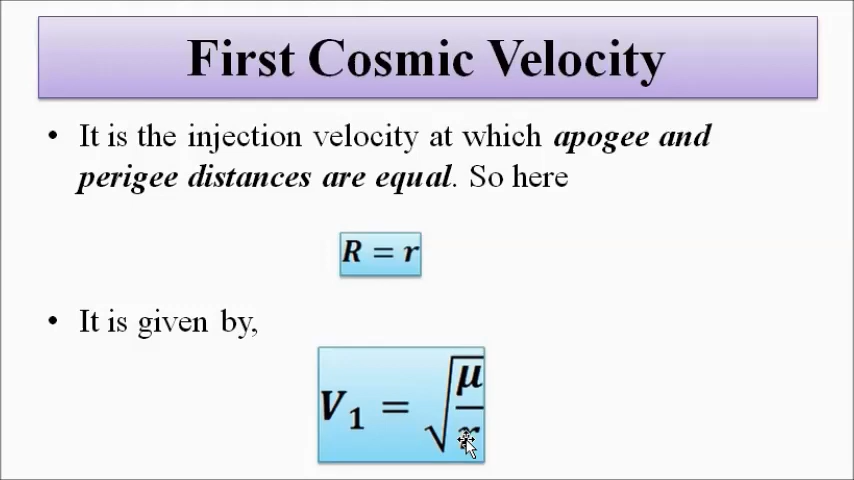 First Cosmic Velocity
• It is the injection velocity at which apogee and
perigee distances are equal. So here
R = r
• It is given by,
V₁ = √(μ/r)